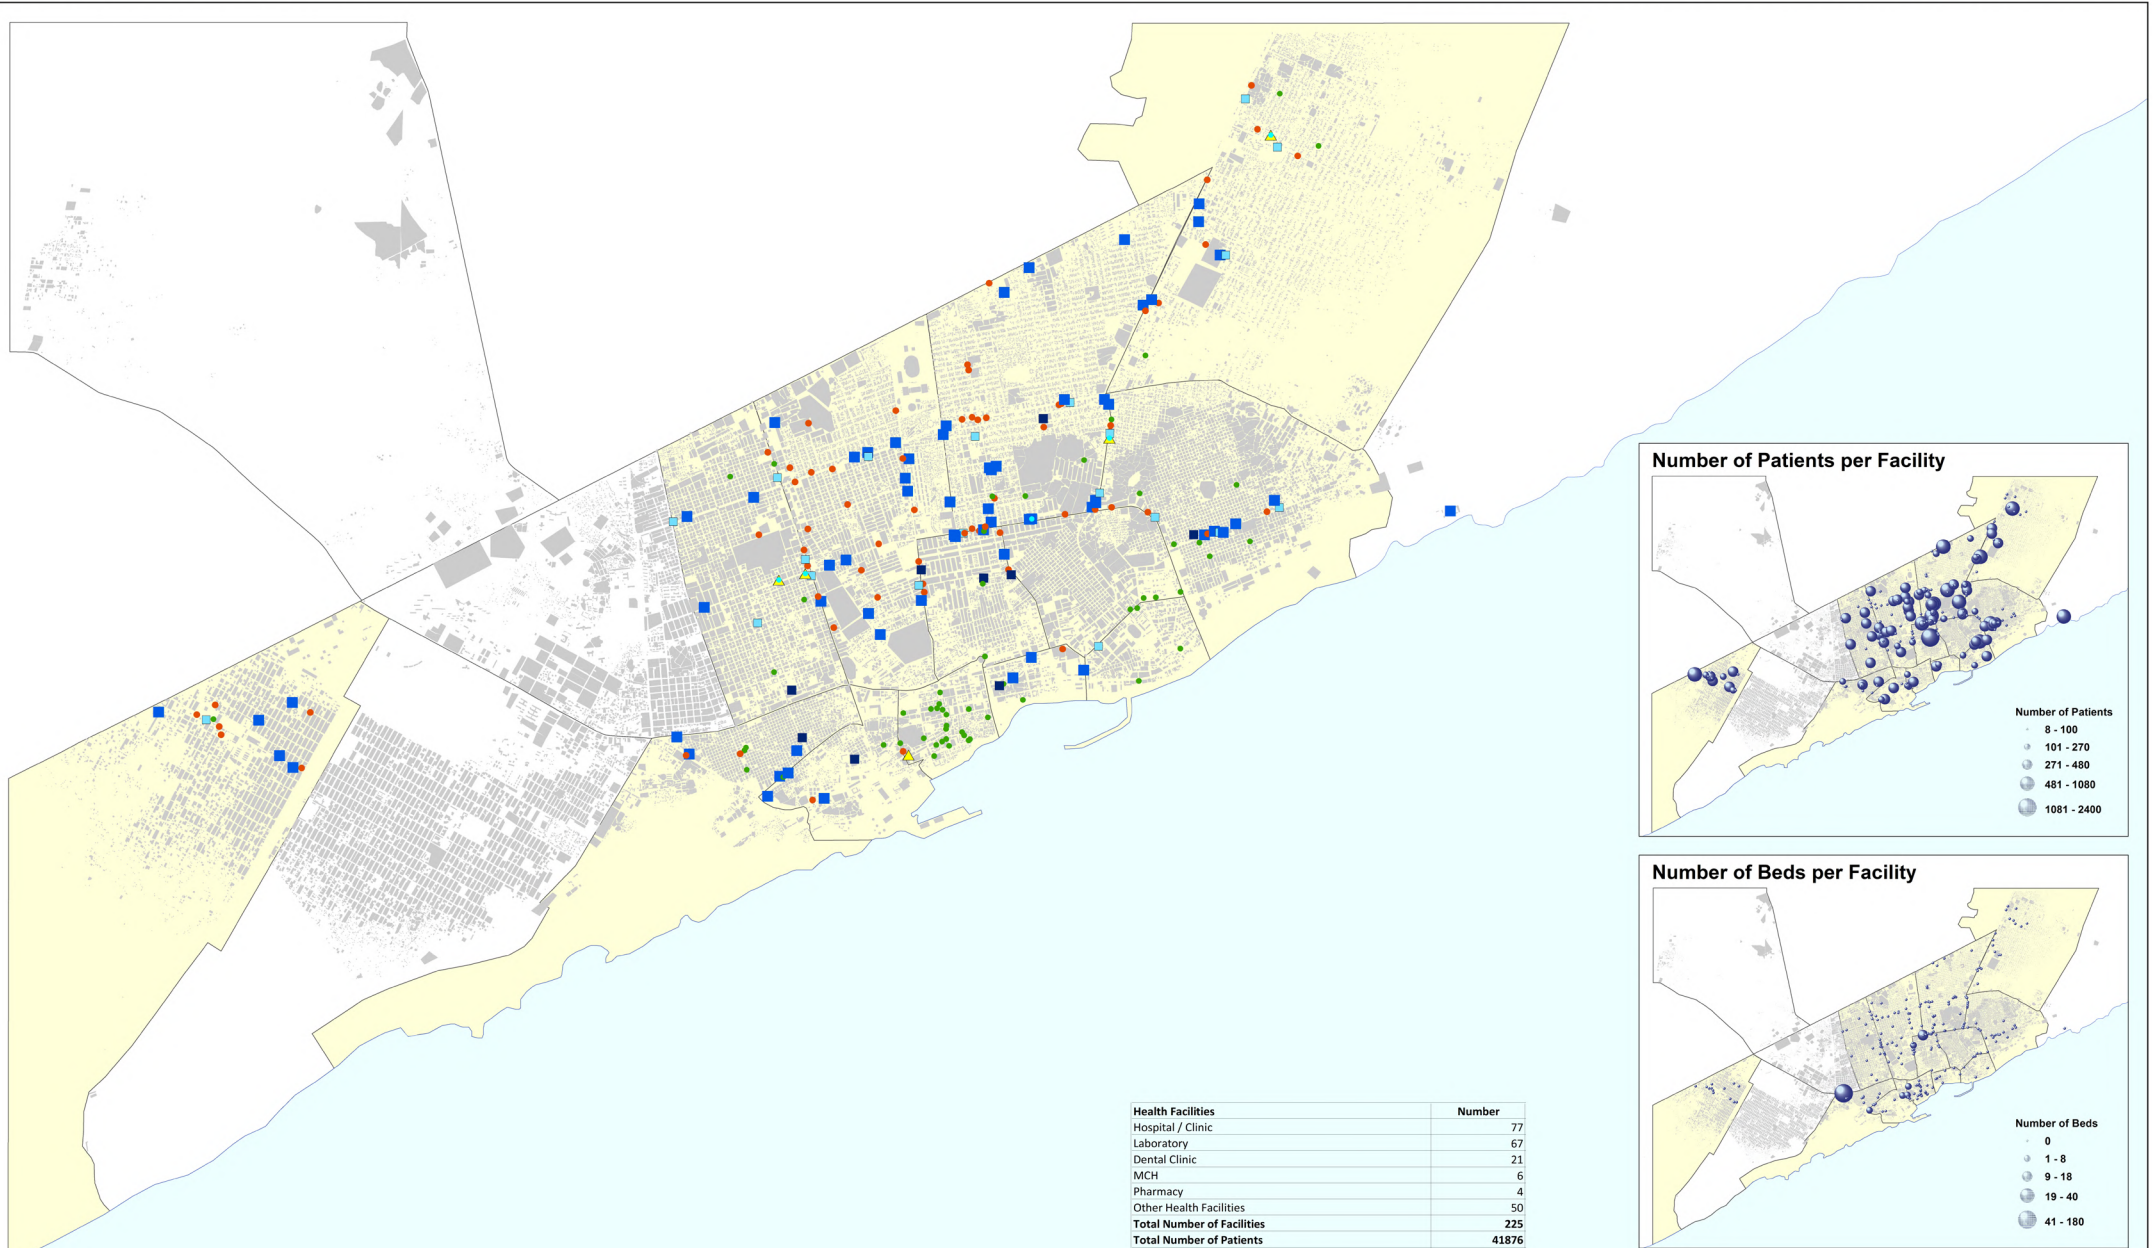 Number of Patients per Facility
Number of Patients
8 - 100
101 - 270
271 - 480
481 - 1080
1081 - 2400
Number of Beds per Facility
Number of Beds
0
1 - 8
9 - 18
19 - 40
41 - 180
Health Facilities Number
Hospital / Clinic 77
Laboratory 67
Dental Clinic 21
MCH 6
Pharmacy 4
Other Health Facilities 50
Total Number of Facilities 225
Total Number of Patients 41876